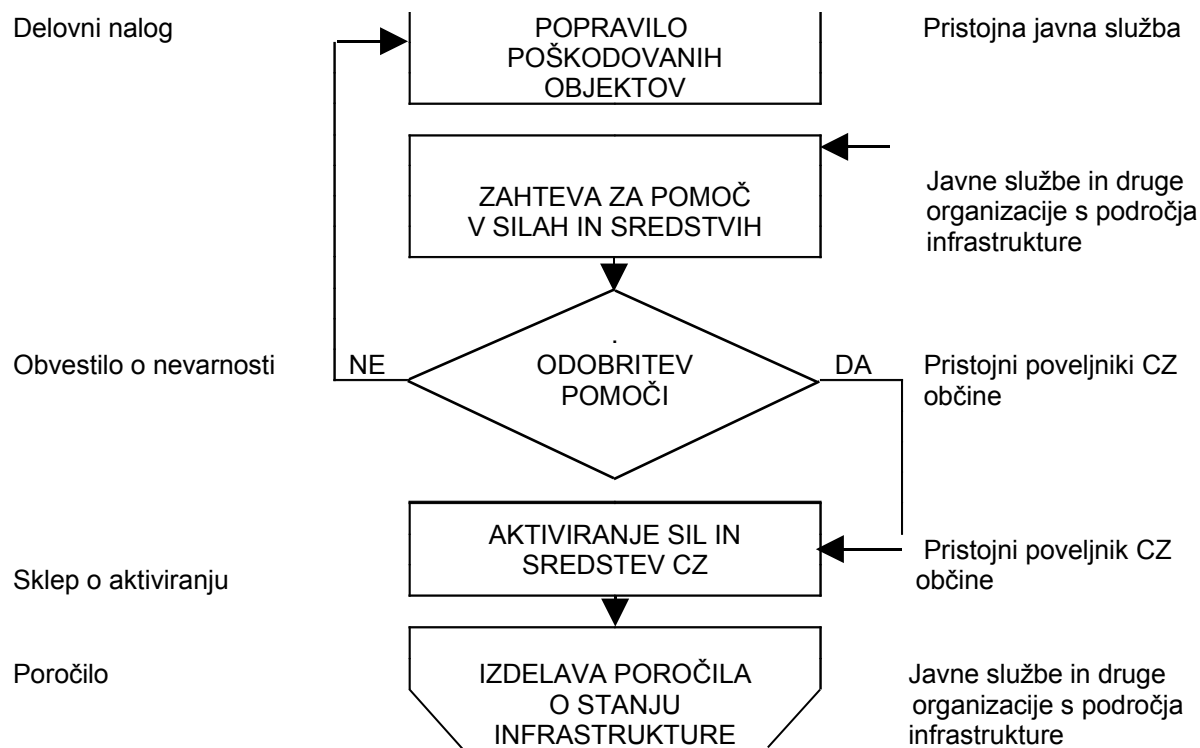 Delovni nalog
POPRAVILO
POŠKODOVANIH
OBJEKTOV
Pristojna javna služba
ZAHTEVA ZA POMOČ
V SILAH IN SREDSTVIH
Javne službe in druge
organizacije s področja
infrastrukture
Obvestilo o nevarnosti
NE
.
ODOBRITEV
POMOČI
DA
Pristojni poveljniki CZ
občine
Sklep o aktiviranju
AKTIVIRANJE SIL IN
SREDSTEV CZ
Pristojni poveljnik CZ
občine
Poročilo
IZDELAVA POROČILA
O STANJU
INFRASTRUKTURE
Javne službe in druge
organizacije s področja
infrastrukture